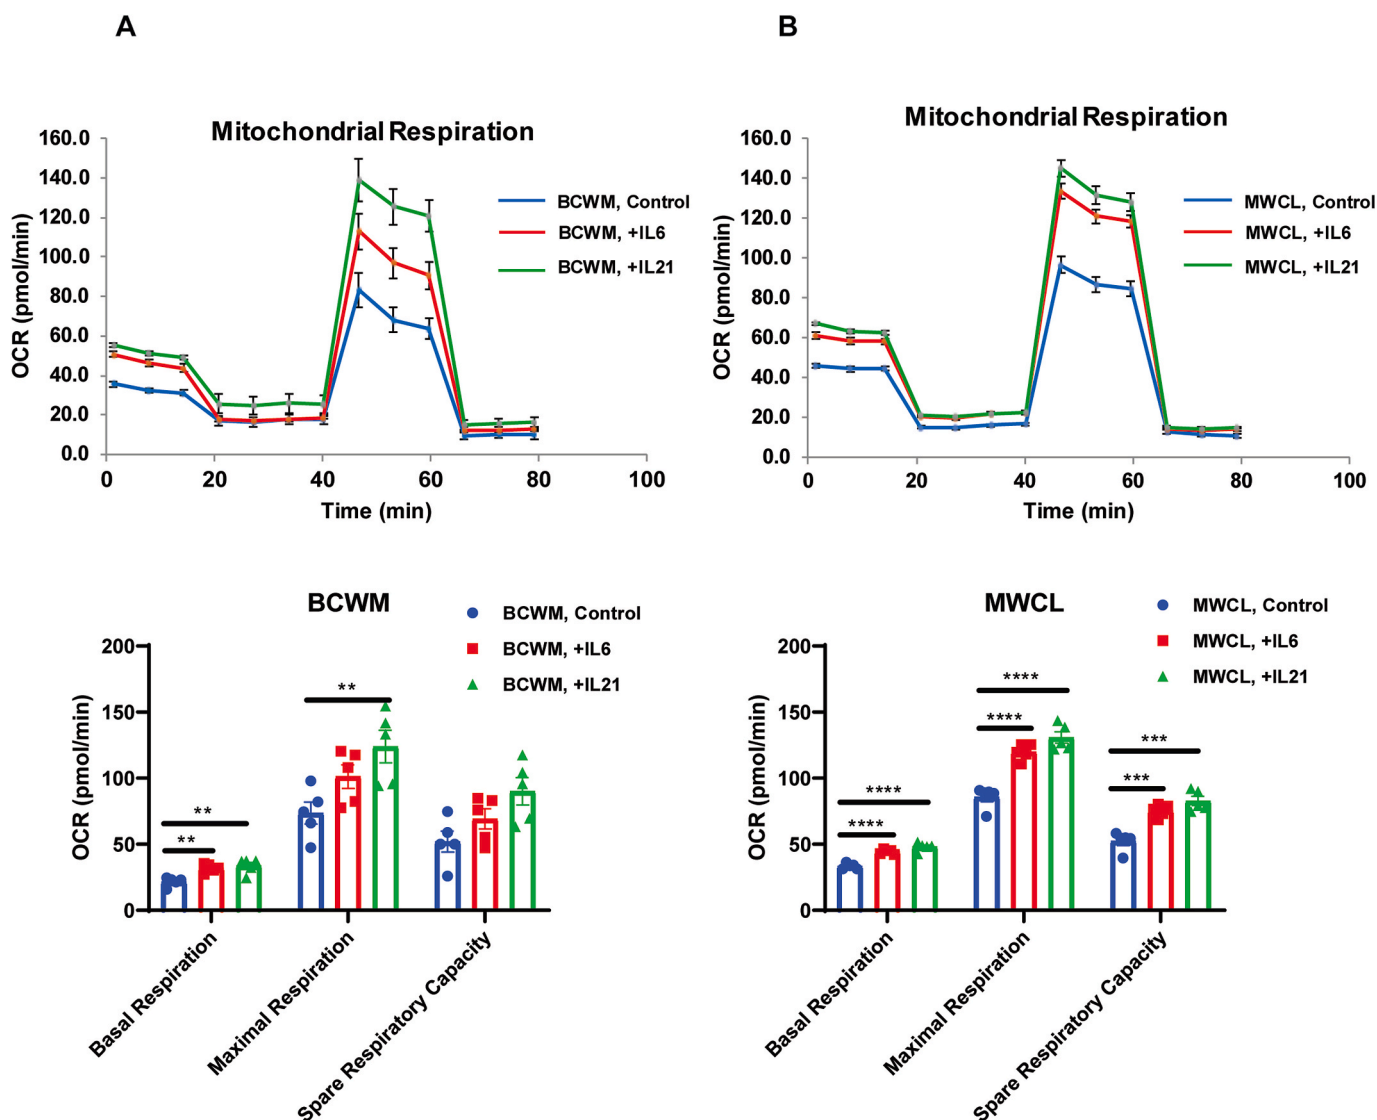 A
B
Mitochondrial Respiration
160.0
140.0
120.0
100.0
80.0
60.0
40.0
20.0
0.0
OCR (pmol/min)
0 20 40 60 80 100
Time (min)
BCWM, Control
BCWM, +IL6
BCWM, +IL21
Mitochondrial Respiration
160.0
140.0
120.0
100.0
80.0
60.0
40.0
20.0
0.0
OCR (pmol/min)
0 20 40 60 80 100
Time (min)
MWCL, Control
MWCL, +IL6
MWCL, +IL21
BCWM
BCWM, Control
BCWM, +IL6
BCWM, +IL21
200
150
100
50
0
OCR (pmol/min)
**
**
**
Basal Respiration
Maximal Respiration
Spare Respiratory Capacity
MWCL
MWCL, Control
MWCL, +IL6
MWCL, +IL21
200
150
100
50
0
OCR (pmol/min)
****
****
****
****
***
***
Basal Respiration
Maximal Respiration
Spare Respiratory Capacity